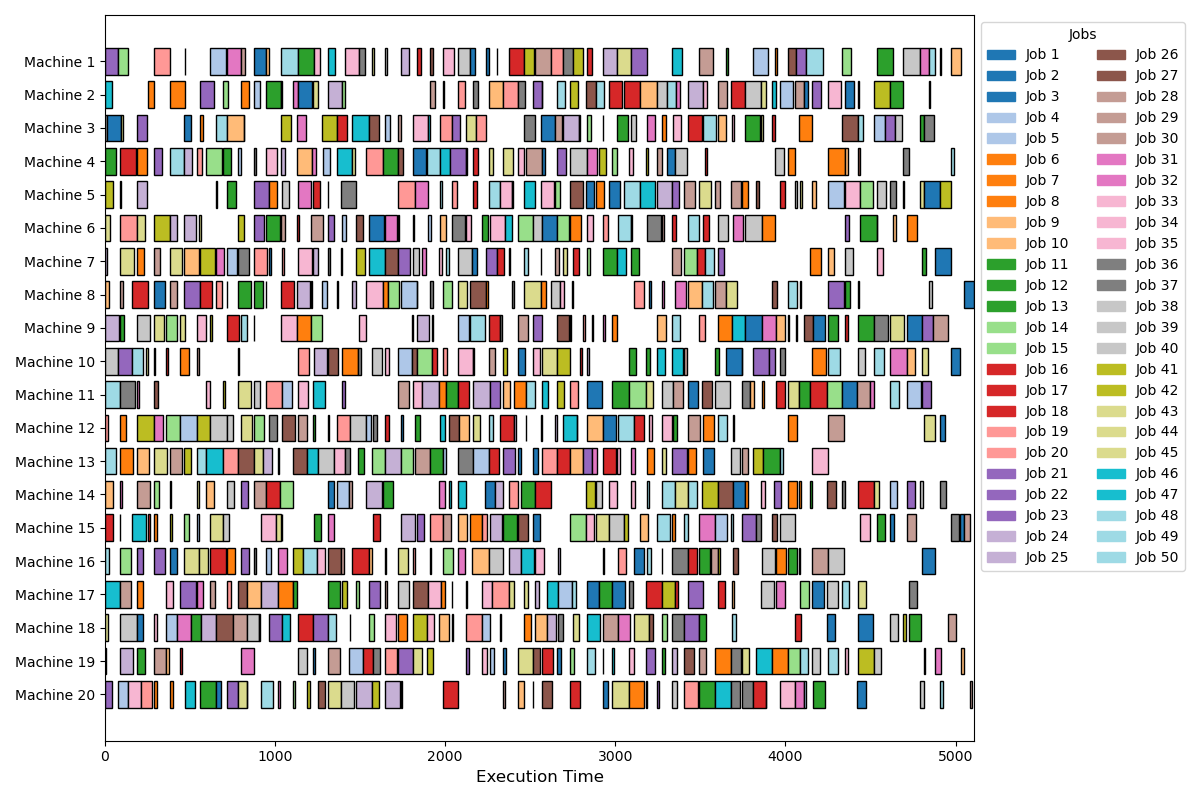 Machine 1
Machine 2
Machine 3
Machine 4
Machine 5
Machine 6
Machine 7
Machine 8
Machine 9
Machine 10
Machine 11
Machine 12
Machine 13
Machine 14
Machine 15
Machine 16
Machine 17
Machine 18
Machine 19
Machine 20
0 1000 2000 3000 4000 5000
Execution Time
Jobs
Job 1 Job 26
Job 2 Job 27
Job 3 Job 28
Job 4 Job 29
Job 5 Job 30
Job 6 Job 31
Job 7 Job 32
Job 8 Job 33
Job 9 Job 34
Job 10 Job 35
Job 11 Job 36
Job 12 Job 37
Job 13 Job 38
Job 14 Job 39
Job 15 Job 40
Job 16 Job 41
Job 17 Job 42
Job 18 Job 43
Job 19 Job 44
Job 20 Job 45
Job 21 Job 46
Job 22 Job 47
Job 23 Job 48
Job 24 Job 49
Job 25 Job 50